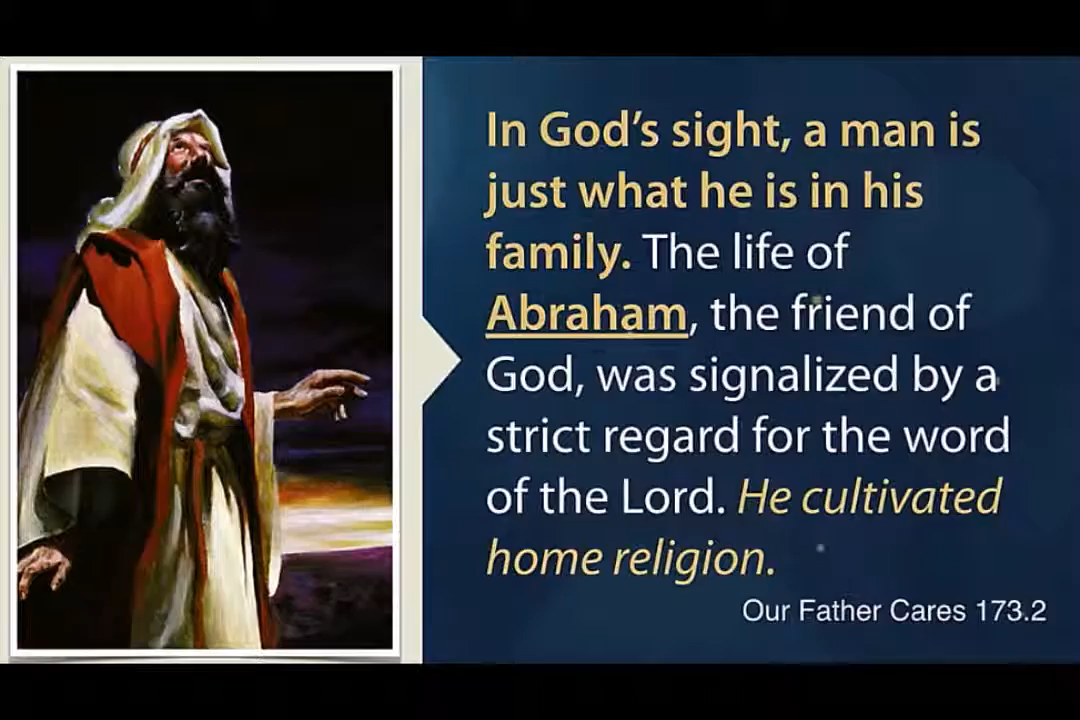 In God’s sight, a man is
just what he is in his
family. The life of
Abraham, the friend of
God, was signalized by a
strict regard for the word
of the Lord. He cultivated
home religion.
Our Father Cares 173.2